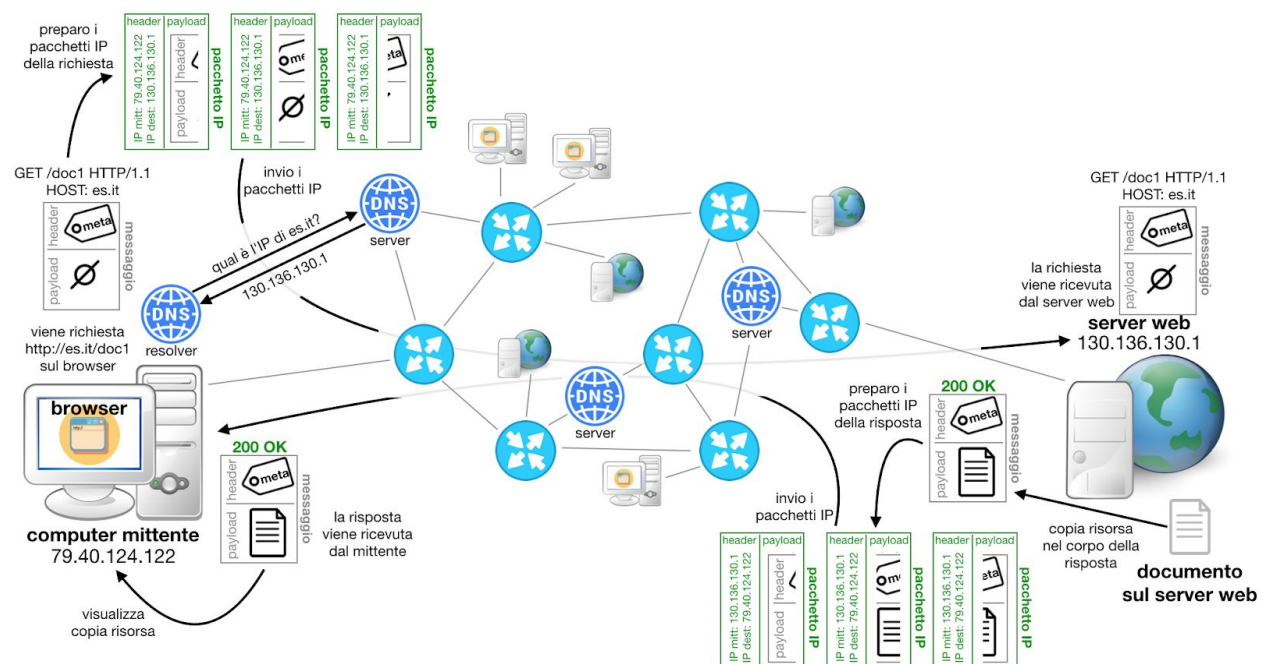 preparo i
pacchetti IP
della richiesta
header payload
IP mitt: 79.40.124.122
IP dest: 130.136.130.1
payload header
pacchetto IP
header payload
IP mitt: 79.40.124.122
IP dest: 130.136.130.1
ome
pacchetto IP
header payload
IP mitt: 79.40.124.122
IP dest: 130.136.130.1
eta
pacchetto IP
GET /doc1 HTTP/1.1
HOST: es.it
payload header
meta
messaggio
invio i
pacchetti IP
DNS
server
qual è l'IP di es.it?
130.136.130.1
DNS
resolver
viene richiesta
http://es.it/doc1
sul browser
browser
computer mittente
79.40.124.122
200 OK
payload header
meta
messaggio
la risposta
viene ricevuta
dal mittente
visualizza
copia risorsa
DNS
server
DNS
server
GET /doc1 HTTP/1.1
HOST: es.it
payload header
meta
messaggio
la richiesta
viene ricevuta
dal server web
server web
130.136.130.1
preparo i
pacchetti IP
della risposta
200 OK
payload header
meta
messaggio
copia risorsa
nel corpo della
risposta
documento
sul server web
invio i
pacchetti IP
header payload
IP mitt: 130.136.130.1
IP dest: 79.40.124.122
payload header
pacchetto IP
header payload
IP mitt: 130.136.130.1
IP dest: 79.40.124.122
om
pacchetto IP
header payload
IP mitt: 130.136.130.1
IP dest: 79.40.124.122
eta
pacchetto IP